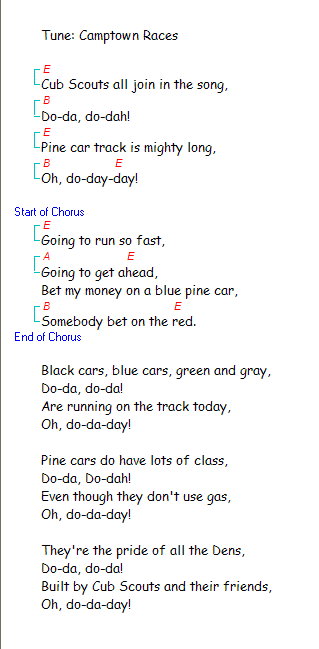 Tune: Camptown Races
E
Cub Scouts all join in the song,
B
Do-da, do-dah!
E
Pine car track is mighty long,
B E
Oh, do-day-day!
Start of Chorus
E
Going to run so fast,
A E
Going to get ahead,
Bet my money on a blue pine car,
B E
Somebody bet on the red.
End of Chorus
Black cars, blue cars, green and gray,
Do-da, do-da!
Are running on the track today,
Oh, do-da-day!
Pine cars do have lots of class,
Do-da, Do-dah!
Even though they don't use gas,
Oh, do-da-day!
They're the pride of all the Dens,
Do-da, do-da!
Built by Cub Scouts and their friends,
Oh, do-da-day!